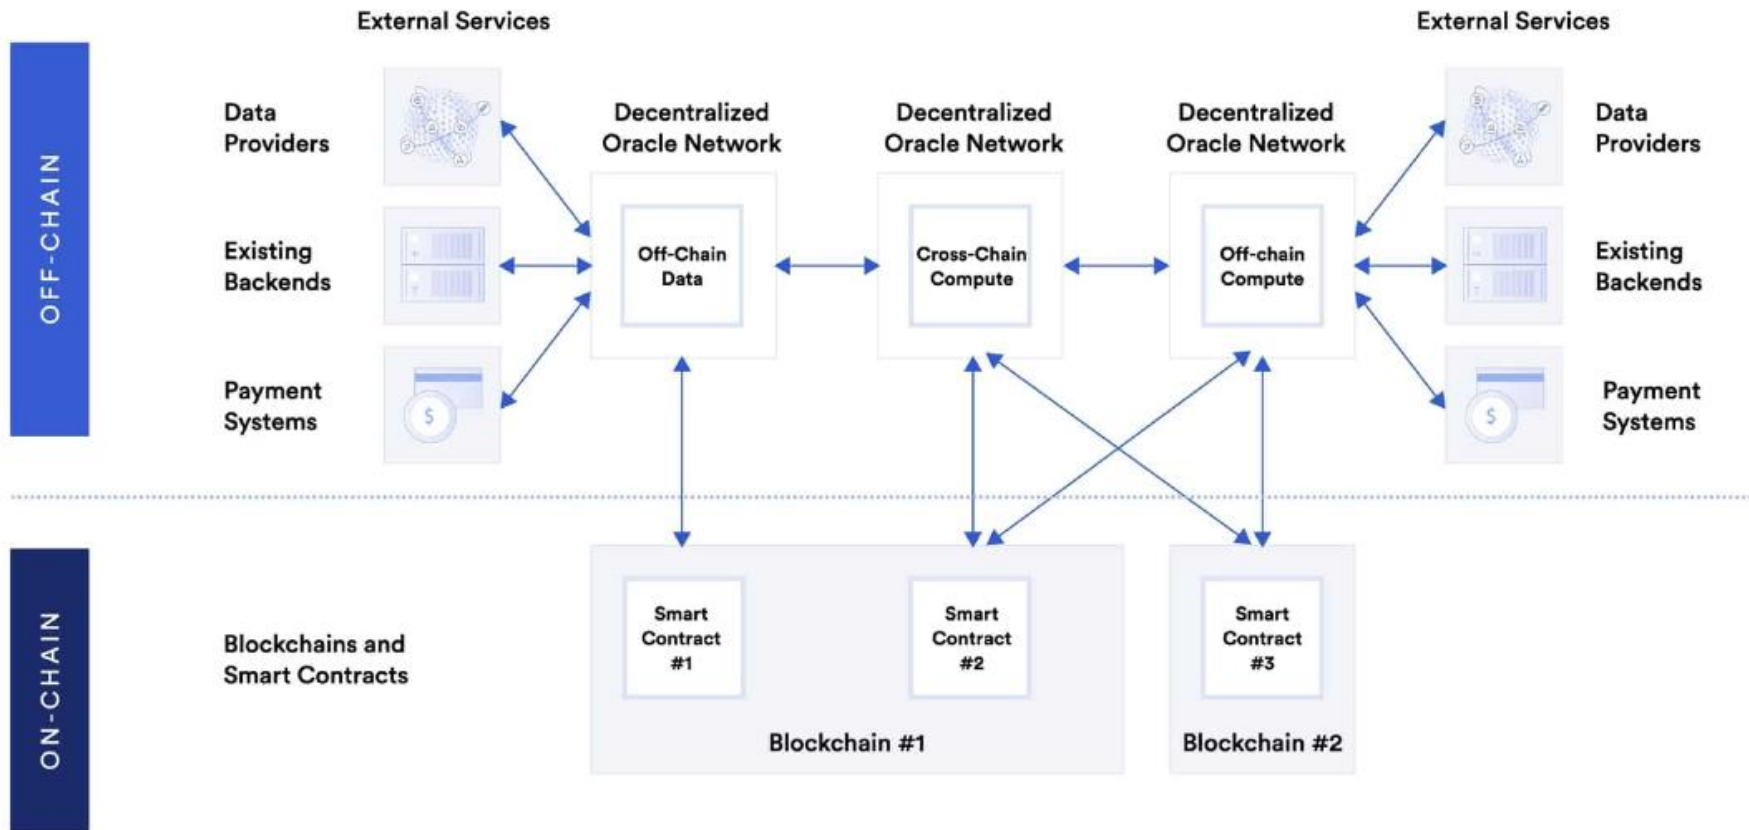 External Services
External Services
OFF-CHAIN
Data
Providers
Decentralized
Oracle Network
Decentralized
Oracle Network
Decentralized
Oracle Network
Data
Providers
Existing
Backends
Off-Chain
Data
Cross-Chain
Compute
Off-chain
Compute
Existing
Backends
Payment
Systems
$
$
Payment
Systems
ON-CHAIN
Blockchains and
Smart Contracts
Smart
Contract
#1
Smart
Contract
#2
Smart
Contract
#3
Blockchain #1
Blockchain #2